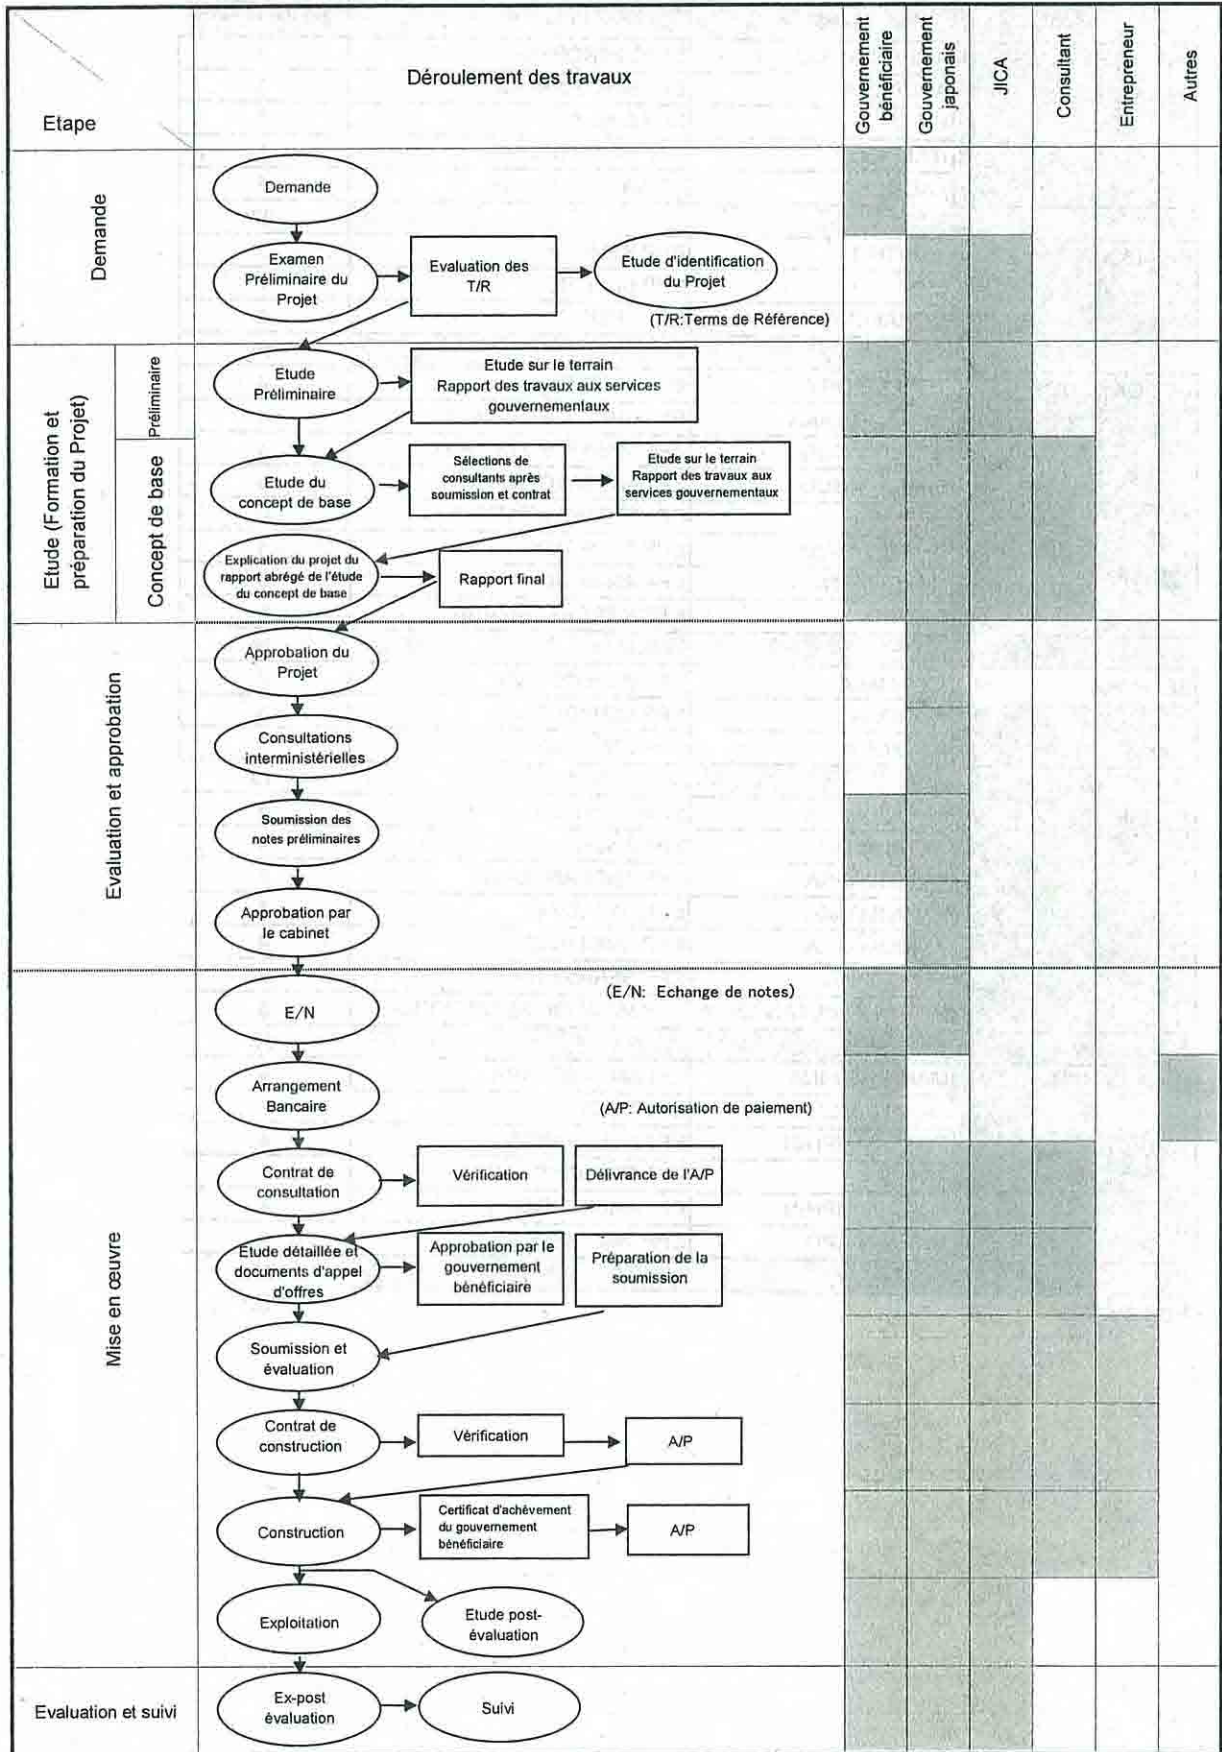 Etape
Déroulement des travaux
Gouvernement
bénéficiaire
Gouvernement
japonais
JICA
Consultant
Entrepreneur
Autres
Demande
Demande
Examen
Préliminaire du
Projet
Evaluation des
T/R
Etude d'identification
du Projet
(T/R:Terms de Référence)
Etude (Formation et
préparation du Projet)
Préliminaire
Etude
Préliminaire
Etude sur le terrain
Rapport des travaux aux services
gouvernementaux
Concept de base
Etude du
concept de base
Sélections de
consultants après
soumission et contrat
Etude sur le terrain
Rapport des travaux aux
services gouvernementaux
Explication du projet du
rapport abrégé de l'étude
du concept de base
Rapport final
Evaluation et approbation
Approbation du
Projet
Consultations
interministérielles
Soumission des
notes préliminaires
Approbation par
le cabinet
Mise en œuvre
E/N
(E/N: Echange de notes)
Arrangement
Bancaire
(A/P: Autorisation de paiement)
Contrat de
consultation
Vérification
Délivrance de l'A/P
Etude détaillée et
documents d'appel
d'offres
Approbation par le
gouvernement
bénéficiaire
Préparation de la
soumission
Soumission et
évaluation
Contrat de
construction
Vérification
A/P
Construction
Certificat d'achèvement
du gouvernement
bénéficiaire
A/P
Exploitation
Etude post-
évaluation
Evaluation et suivi
Ex-post
évaluation
Suivi